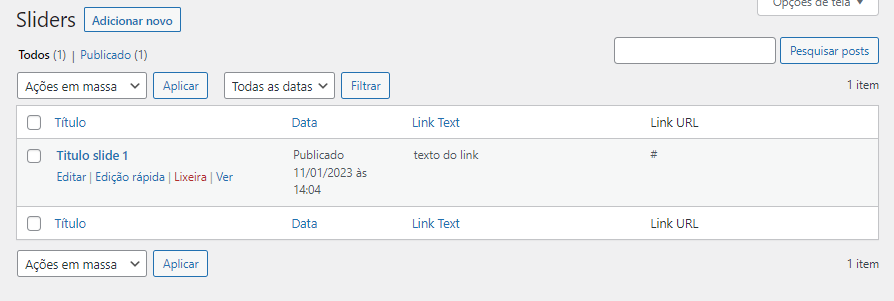 Sliders Adicionar novo Opções de tela
Todos (1) | Publicado (1) Pesquisar posts
Ações em massa Aplicar Todas as datas Filtrar 1 item
Título Data Link Text Link URL
Titulo slide 1 Publicado texto do link #
Editar | Edição rápida | Lixeira | Ver 11/01/2023 às
14:04
Título Data Link Text Link URL
Ações em massa Aplicar 1 item